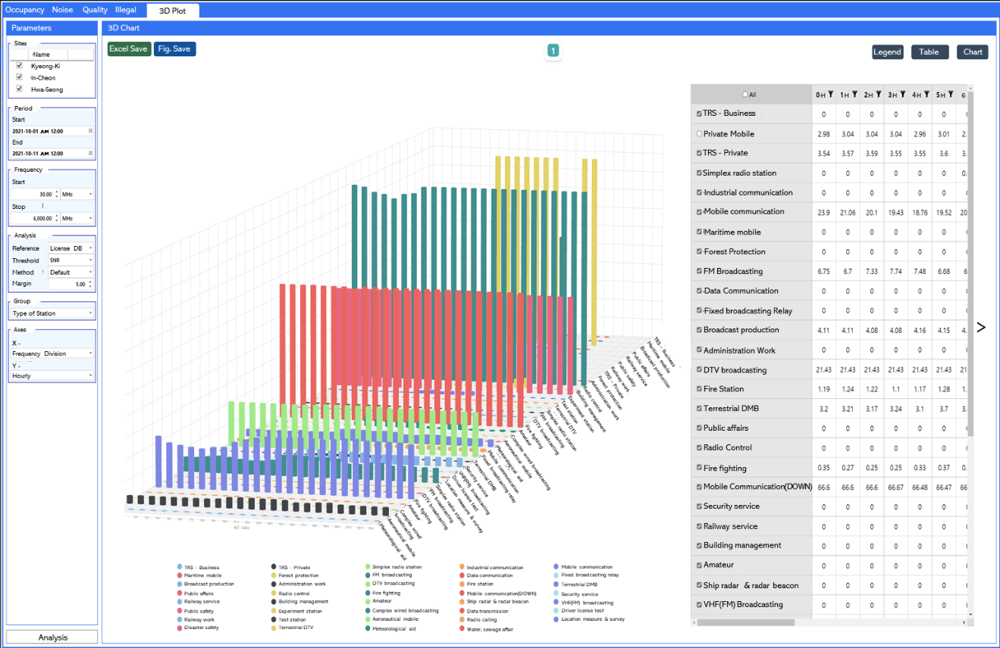 Occupancy Noise Quality Illegal 3D Plot
Parameters
Sites
Name
Kyeong-Ki
In-Cheon
Hwa-Seong
Period
Start
2021-10-01 AM 12:00
End
2021-10-11 AM 12:00
Frequency
Start
30.00 MHz
Stop
6,000.00 MHz
Analysis
Reference License DB
Threshold SNR
Method Default
Margin 5.00
Group
Type of Station
Axes
X -
Frequency Division
Y -
Hourly
Analysis
3D Chart
Excel Save Fig. Save
1
Legend Table Chart
TRS - Business
Maritime mobile
Broadcast production
Public affairs
Railway service
Public safety
Railway work
TRS - Private
Forest protection
Administration work
Radio control
Building management
Experiment station
Test station
Terrestrial DTV
Simplex radio station
FM broadcasting
DTV broadcasting
Fire fighting
Amateur
Complex wired broadcasting
Aeronautical mobile
Meteorological aid
Mobile communication
Fixed broadcasting relay
Terrestrial DMB
Security service
VHF(FM) broadcasting
Driver license test
Location measure & survey
Simplex radio station
FM broadcasting
DTV broadcasting
Fire fighting
Amateur
Complex wired
broadcasting
Aeronautical mobile
Meteorological aid
TRS - Business TRS - Private Simplex radio station Industrial communication Mobile communication
Maritime mobile Forest protection FM broadcasting Data communication Fixed broadcasting relay
Broadcast production Administration work DTV broadcasting Fire station Terrestrial DMB
Public affairs Radio control Fire fighting Mobile communication(DOWN) Security service
Railway service Building management Amateur Ship radar & radar beacon VHF(FM) broadcasting
Public safety Experiment station Complex wired broadcasting Data transmission Driver license test
Railway work Test station Aeronautical mobile Radio calling Location measure & survey
Disaster safety Terrestrial DTV Meteorological aid Water, sewage affair
All 0H 1H 2H 3H 4H 5H 6
TRS - Business 0 0 0 0 0 0
Private Mobile 2.98 3.04 3.04 3.04 2.96 3.01 2.
TRS - Private 3.54 3.57 3.59 3.55 3.55 3.6 3.
Simplex radio station 0 0 0 0 0 0 0.
Industrial communication 0 0 0 0 0 0
Mobile communication 23.9 21.06 20.1 19.43 18.76 19.52 20
Maritime mobile 0 0 0 0 0 0
Forest Protection 0 0 0 0 0 0
FM Broadcasting 6.75 6.7 7.33 7.74 7.48 6.68 6
Data Communication 0 0 0 0 0 0
Fixed broadcasting Relay 0 0 0 0 0 0
Broadcast production 4.11 4.11 4.08 4.08 4.16 4.15 4.
Administration Work 0 0 0 0 0 0
DTV broadcasting 21.43 21.43 21.43 21.43 21.43 21.43 21
Fire Station 1.19 1.24 1.22 1.1 1.17 1.28 1.
Terrestrial DMB 3.2 3.21 3.17 3.24 3.1 3.7 3.
Public affairs 0 0 0 0 0 0
Radio Control 0 0 0 0 0 0
Fire fighting 0.35 0.27 0.25 0.25 0.33 0.37 0.
Mobile Communication(DOWN) 66.6 66.6 66.6 66.67 66.48 66.47 66
Security service 0 0 0 0 0 0
Railway service 0 0 0 0 0 0
Building management 0 0 0 0 0 0
Amateur 0 0 0 0 0 0
Ship radar & radar beacon 0 0 0 0 0 0
VHF(FM) Broadcasting 0 0 0 0 0 0
>